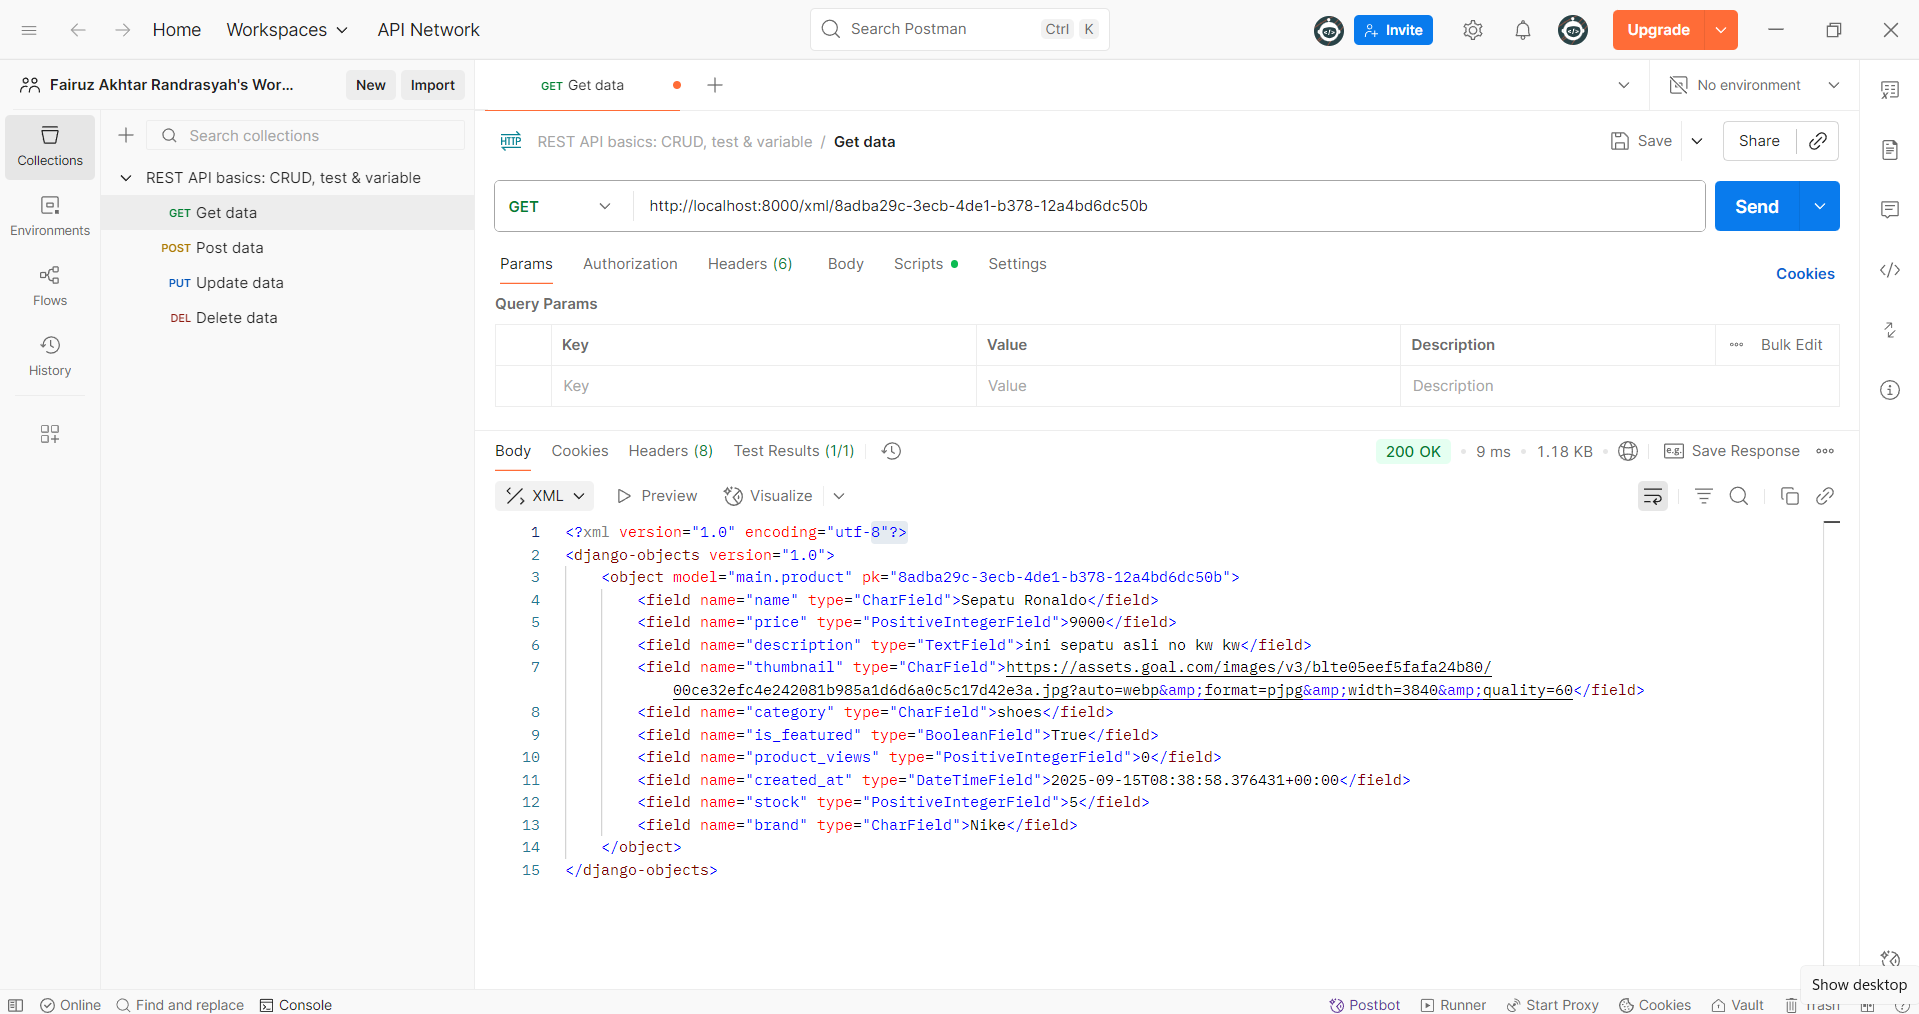 Home Workspaces API Network Search Postman Ctrl K Invite Upgrade
Fairuz Akhtar Randrasyah's Wor... New Import GET Get data No environment
Collections
Environments
Flows
History
Search collections
REST API basics: CRUD, test & variable
GET Get data
POST Post data
PUT Update data
DEL Delete data
HTTP REST API basics: CRUD, test & variable / Get data Save Share
GET http://localhost:8000/xml/8adba29c-3ecb-4de1-b378-12a4bd6dc50b Send
Params Authorization Headers (6) Body Scripts Settings Cookies
Query Params
Key Value Description Bulk Edit
Key Value Description
Body Cookies Headers (8) Test Results (1/1) 200 OK • 9 ms • 1.18 KB • e.g. Save Response
XML Preview Visualize
1 <?xml version="1.0" encoding="utf-8"?>
2 <django-objects version="1.0">
3 <object model="main.product" pk="8adba29c-3ecb-4de1-b378-12a4bd6dc50b">
4 <field name="name" type="CharField">Sepatu Ronaldo</field>
5 <field name="price" type="PositiveIntegerField">9000</field>
6 <field name="description" type="TextField">ini sepatu asli no kw kw</field>
7 <field name="thumbnail" type="CharField">https://assets.goal.com/images/v3/blte05eef5fafa24b80/
00ce32efc4e242081b985a1d6d6a0c5c17d42e3a.jpg?auto=webp&amp;format=pjpg&amp;width=3840&amp;quality=60</field>
8 <field name="category" type="CharField">shoes</field>
9 <field name="is_featured" type="BooleanField">True</field>
10 <field name="product_views" type="PositiveIntegerField">0</field>
11 <field name="created_at" type="DateTimeField">2025-09-15T08:38:58.376431+00:00</field>
12 <field name="stock" type="PositiveIntegerField">5</field>
13 <field name="brand" type="CharField">Nike</field>
14 </object>
15 </django-objects>
Show desktop
Online Find and replace Console Postbot Runner Start Proxy Cookies Vault Trash